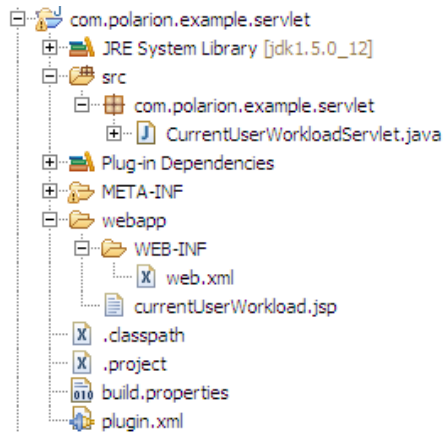 com.polarion.example.servlet
JRE System Library [jdk1.5.0_12]
src
com.polarion.example.servlet
CurrentUserWorkloadServlet.java
Plug-in Dependencies
META-INF
webapp
WEB-INF
web.xml
currentUserWorkload.jsp
.classpath
.project
build.properties
plugin.xml